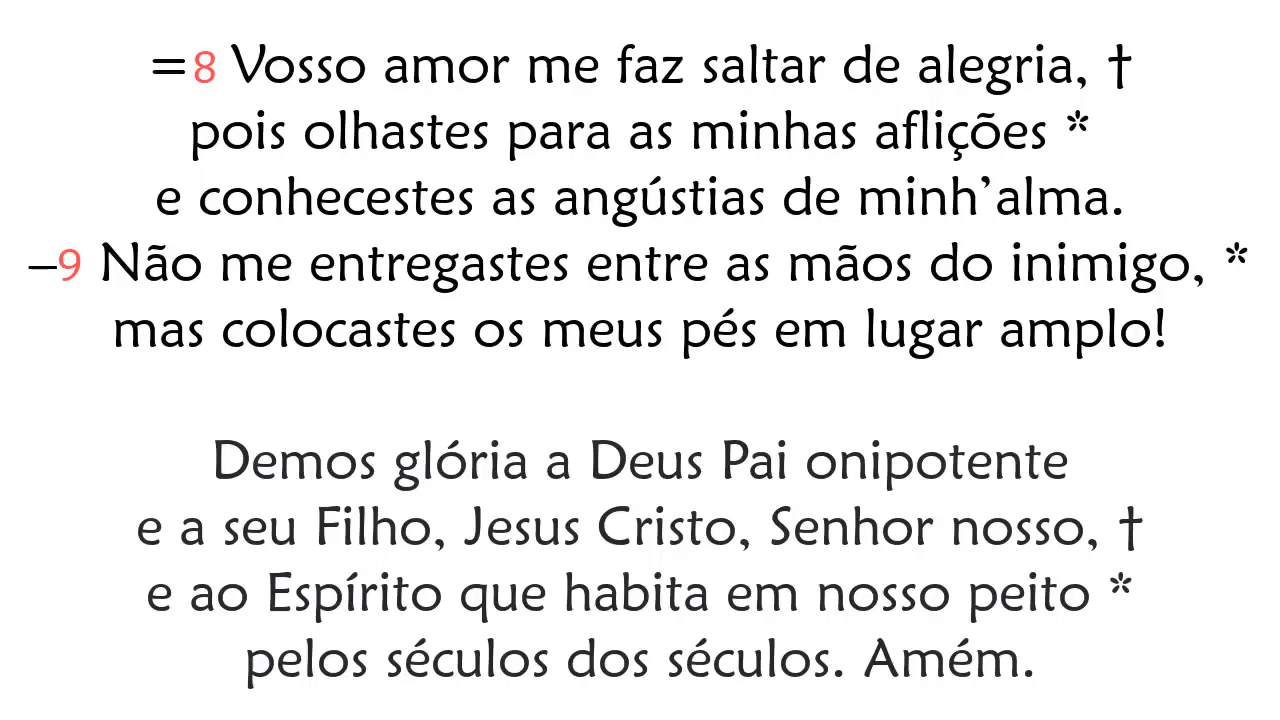 =8 Vosso amor me faz saltar de alegria, †
pois olhastes para as minhas aflições *
e conhecestes as angústias de minh’alma.
–9 Não me entregastes entre as mãos do inimigo, *
mas colocastes os meus pés em lugar amplo!
Demos glória a Deus Pai onipotente
e a seu Filho, Jesus Cristo, Senhor nosso, †
e ao Espírito que habita em nosso peito *
pelos séculos dos séculos. Amém.